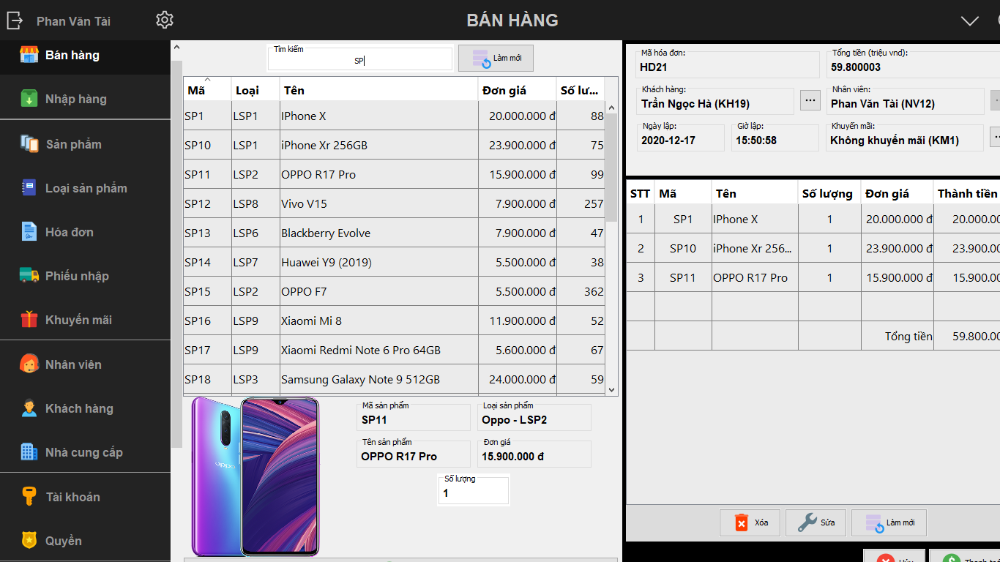 Phan Văn Tài
BÁN HÀNG
Bán hàng
Nhập hàng
Sản phẩm
Loại sản phẩm
Hóa đơn
Phiếu nhập
Khuyến mãi
Nhân viên
Khách hàng
Nhà cung cấp
Tài khoản
Quyền
Tìm kiếm
SP
Làm mới
Mã Loại Tên Đơn giá Số lư...
SP1 LSP1 IPhone X 20.000.000 đ 88
SP10 LSP1 iPhone Xr 256GB 23.900.000 đ 75
SP11 LSP2 OPPO R17 Pro 15.900.000 đ 99
SP12 LSP8 Vivo V15 7.900.000 đ 257
SP13 LSP6 Blackberry Evolve 7.900.000 đ 47
SP14 LSP7 Huawei Y9 (2019) 5.500.000 đ 38
SP15 LSP2 OPPO F7 5.500.000 đ 362
SP16 LSP9 Xiaomi Mi 8 11.900.000 đ 52
SP17 LSP9 Xiaomi Redmi Note 6 Pro 64GB 5.600.000 đ 67
SP18 LSP3 Samsung Galaxy Note 9 512GB 24.000.000 đ 59
oppo
Mã sản phẩm
SP11
Loại sản phẩm
Oppo - LSP2
Tên sản phẩm
OPPO R17 Pro
Đơn giá
15.900.000 đ
Số lượng
1
Mã hóa đơn:
HD21
Tổng tiền (triệu vnd):
59.800003
Khách hàng:
Trần Ngọc Hà (KH19)
...
Nhân viên:
Phan Văn Tài (NV12)
Ngày lập:
2020-12-17
Giờ lập:
15:50:58
Khuyến mãi:
Không khuyến mãi (KM1)
STT Mã Tên Số lượng Đơn giá Thành tiền
1 SP1 IPhone X 1 20.000.000 đ 20.000.00
2 SP10 iPhone Xr 256... 1 23.900.000 đ 23.900.00
3 SP11 OPPO R17 Pro 1 15.900.000 đ 15.900.00
Tổng tiền 59.800.00
Xóa
Sửa
Làm mới